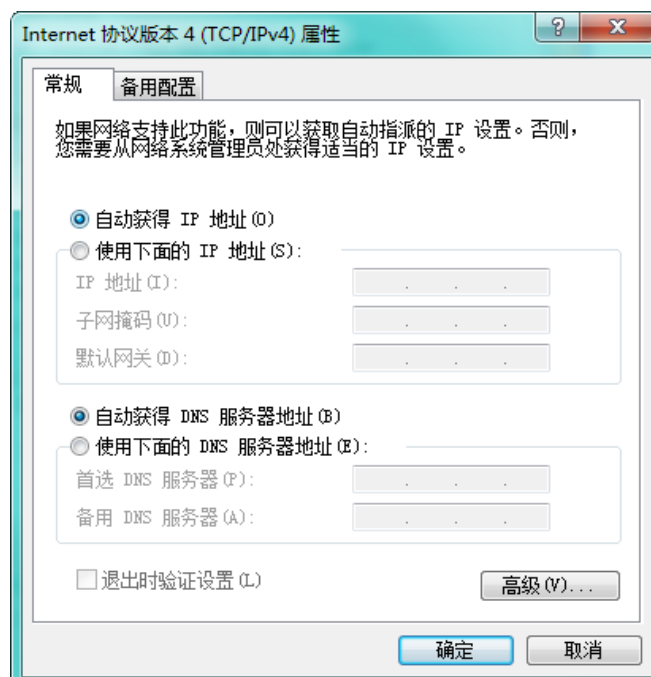 Internet 协议版本 4 (TCP/IPv4) 属性
常规
备用配置
如果网络支持此功能，则可以获取自动指派的 IP 设置。否则，
您需要从网络系统管理员处获得适当的 IP 设置。
自动获得 IP 地址(O)
使用下面的 IP 地址(S):
IP 地址(I):
子网掩码(U):
默认网关(D):
自动获得 DNS 服务器地址(B)
使用下面的 DNS 服务器地址(E):
首选 DNS 服务器(P):
备用 DNS 服务器(A):
退出时验证设置(L)
高级(V)...
确定
取消